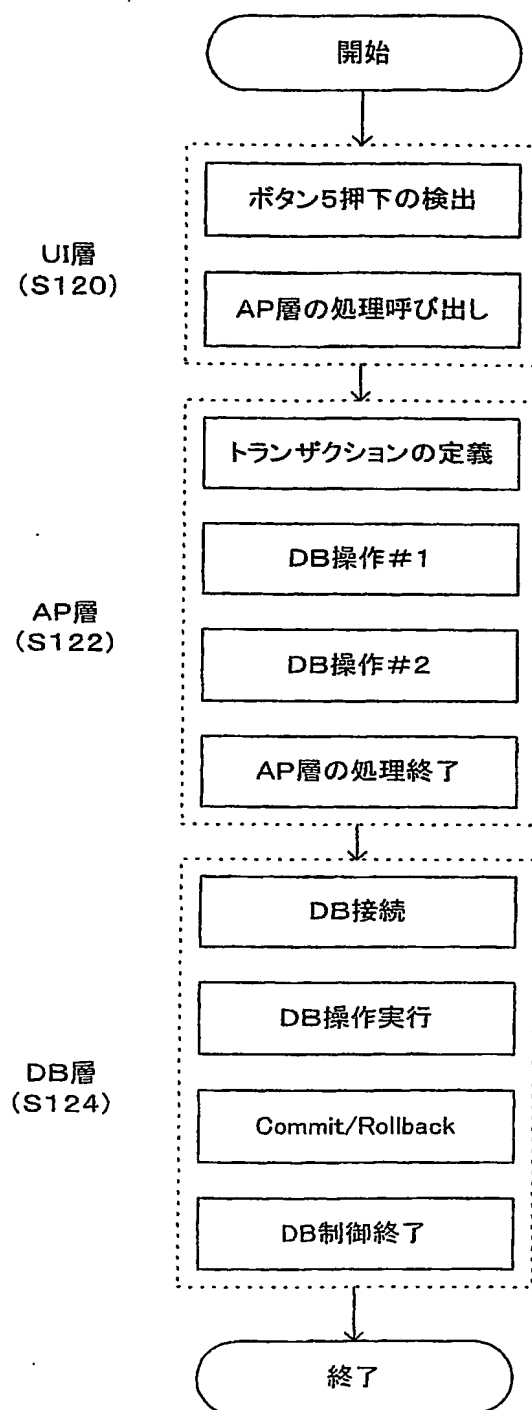 開始
UI層
(S120)
ボタン5押下の検出
AP層の処理呼び出し
AP層
(S122)
トランザクションの定義
DB操作#1
DB操作#2
AP層の処理終了
DB層
(S124)
DB接続
DB操作実行
Commit/Rollback
DB制御終了
終了